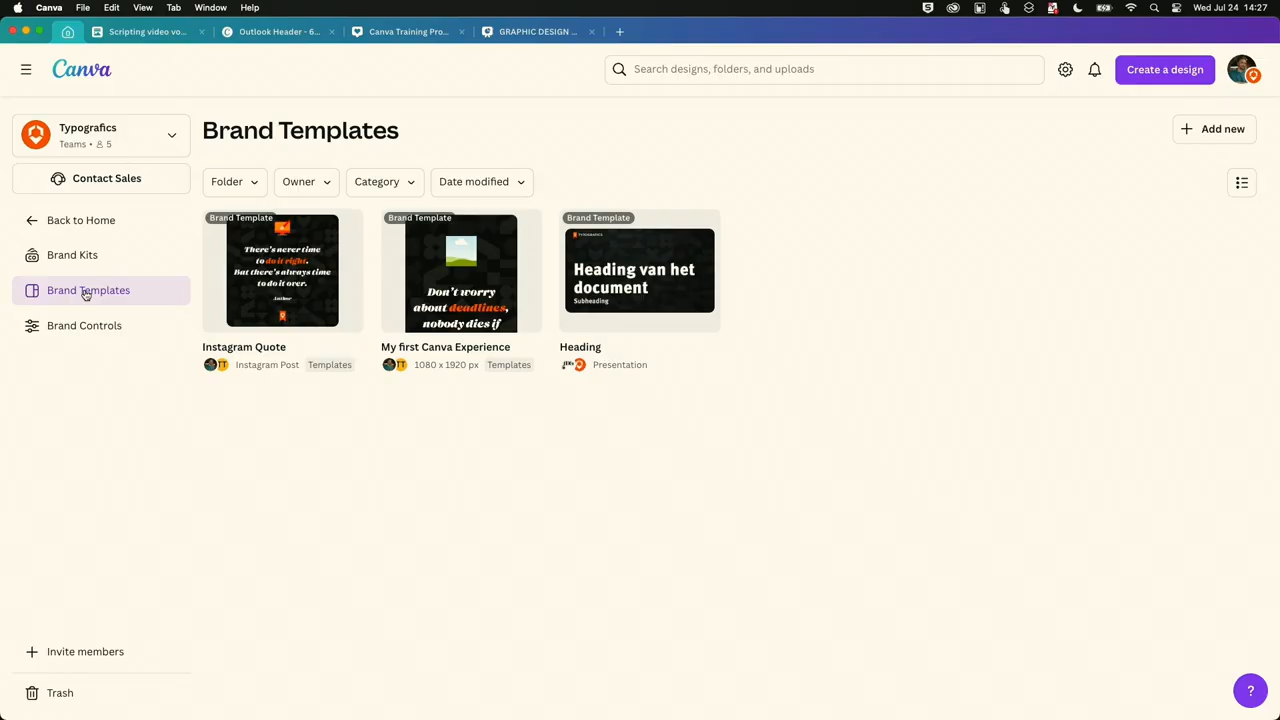 Canva File Edit View Tab Window Help
Wed Jul 24 14:27
Scripting video vo...
Outlook Header - 6...
Canva Training Pro...
GRAPHIC DESIGN ...
Canva
Search designs, folders, and uploads
Create a design
Typografics
Teams • 5
Contact Sales
Back to Home
Brand Kits
Brand Templates
Brand Controls
Invite members
Trash
Brand Templates
Add new
Folder
Owner
Category
Date modified
Brand Template
There's never time
to do it right.
But there's always time
to do it over.
Author
Instagram Quote
TT
Instagram Post
Templates
Brand Template
Don't worry
about deadlines,
nobody dies if
My first Canva Experience
TT
1080 x 1920 px
Templates
Brand Template
TYPOGRAFICS
Heading van het
document
Subheading
Heading
Presentation
?